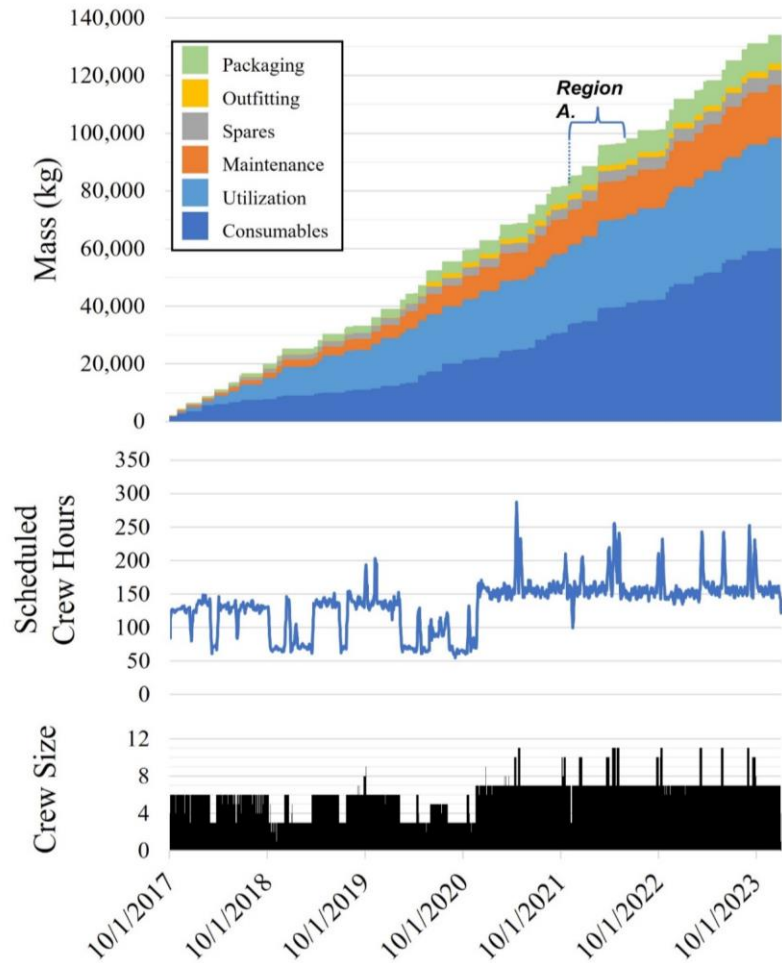 140,000
120,000
100,000
80,000
60,000
40,000
20,000
0
Mass (kg)
Packaging
Outfitting
Spares
Maintenance
Utilization
Consumables
Region
A.
350
300
250
200
150
100
50
0
Scheduled
Crew Hours
12
8
4
0
Crew Size
10/1/2017
10/1/2018
10/1/2019
10/1/2020
10/1/2021
10/1/2022
10/1/2023